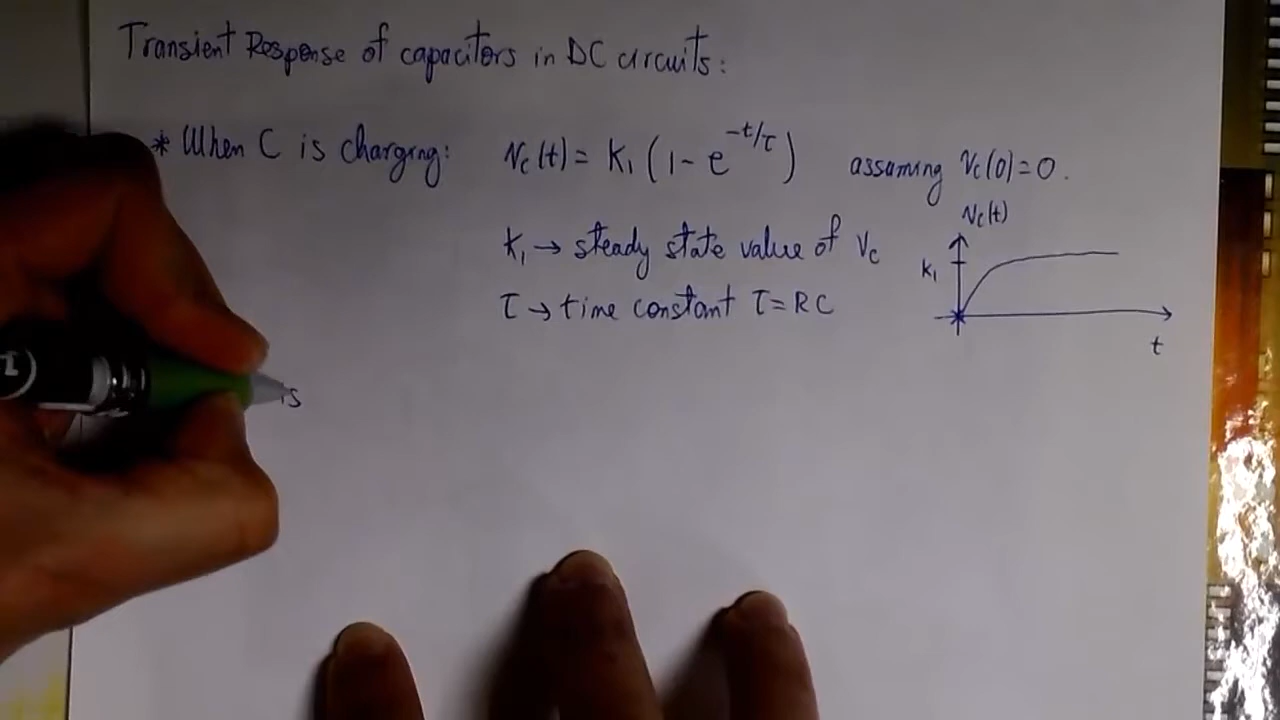 Transient Response of capacitors in DC circuits:
* When C is charging: Vc(t) = K1 (1 - e^-t/τ) assuming Vc(0) = 0.
K1 → steady state value of Vc
τ → time constant τ = RC
Vc(t)
K1
t
is